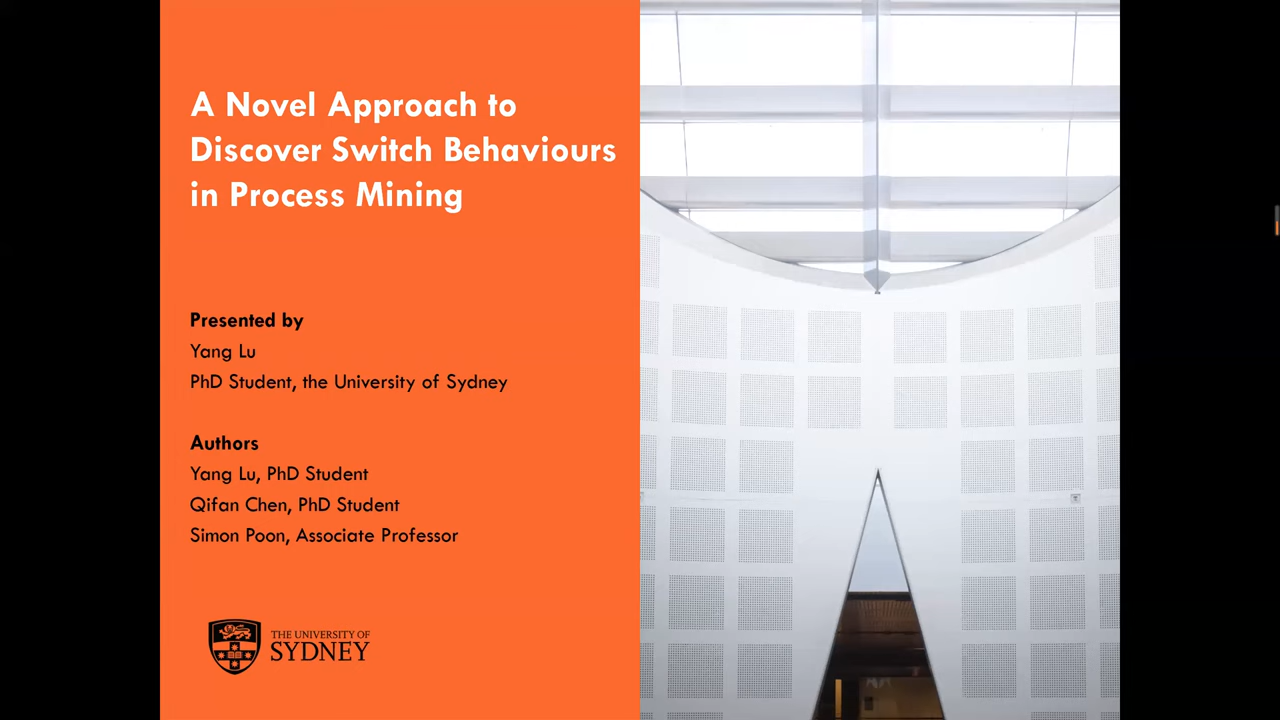 A Novel Approach to
Discover Switch Behaviours
in Process Mining
Presented by
Yang Lu
PhD Student, the University of Sydney
Authors
Yang Lu, PhD Student
Qifan Chen, PhD Student
Simon Poon, Associate Professor
THE UNIVERSITY OF
SYDNEY